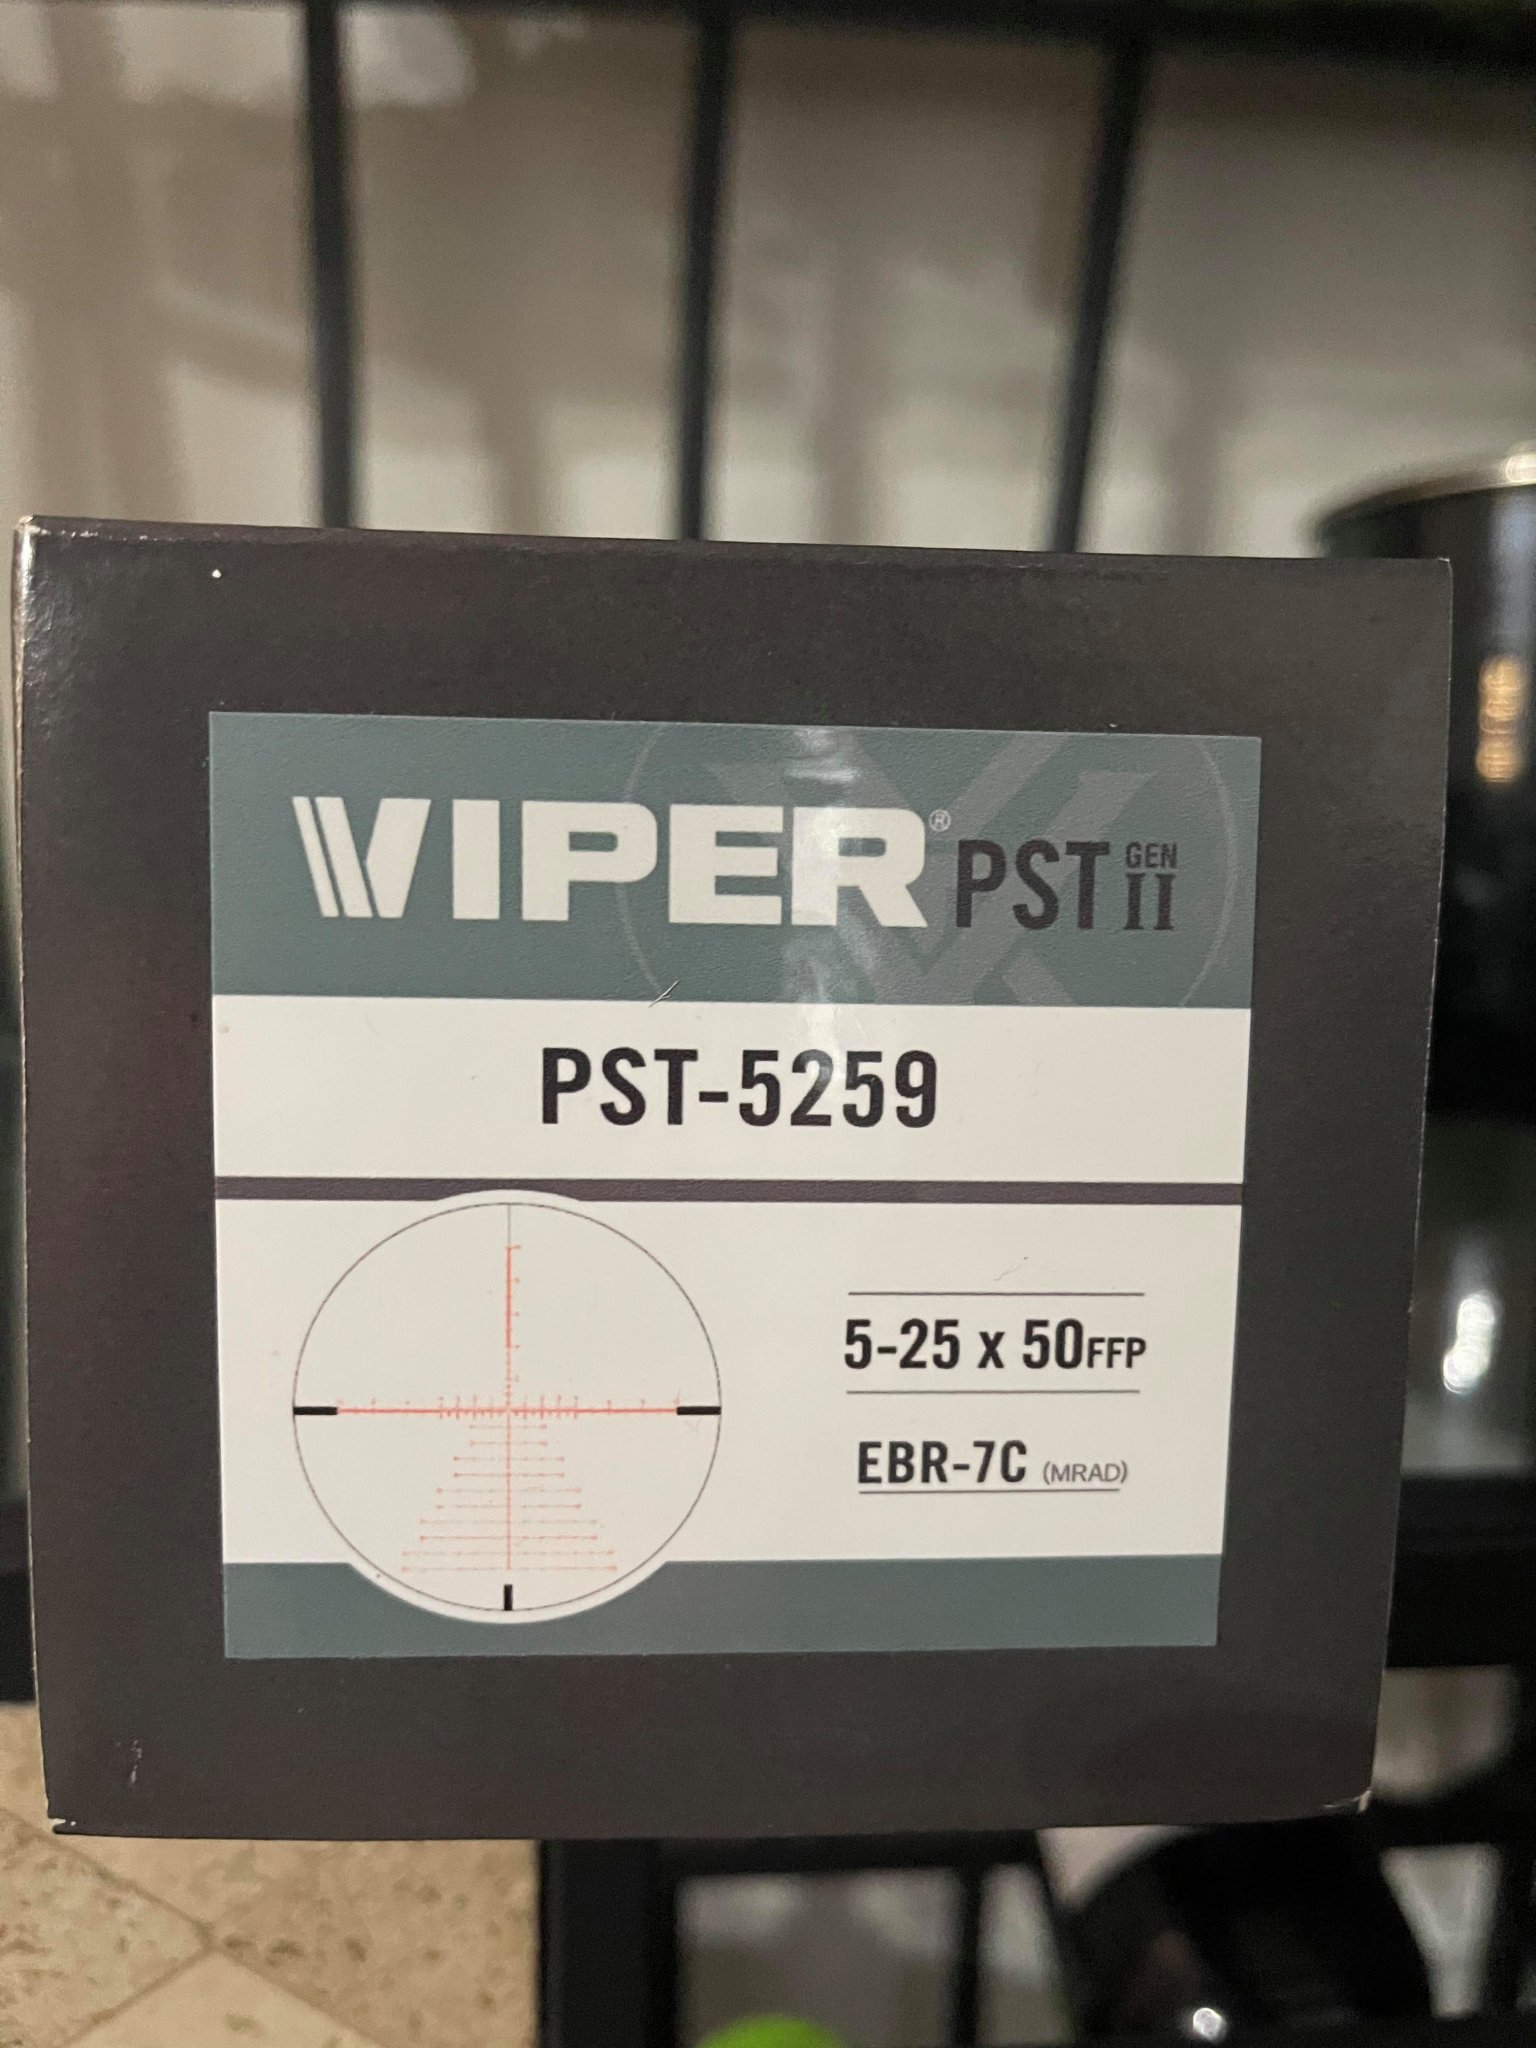 VIPER® PST GEN II
PST-5259
5-25 x 50FFP
EBR-7C (MRAD)